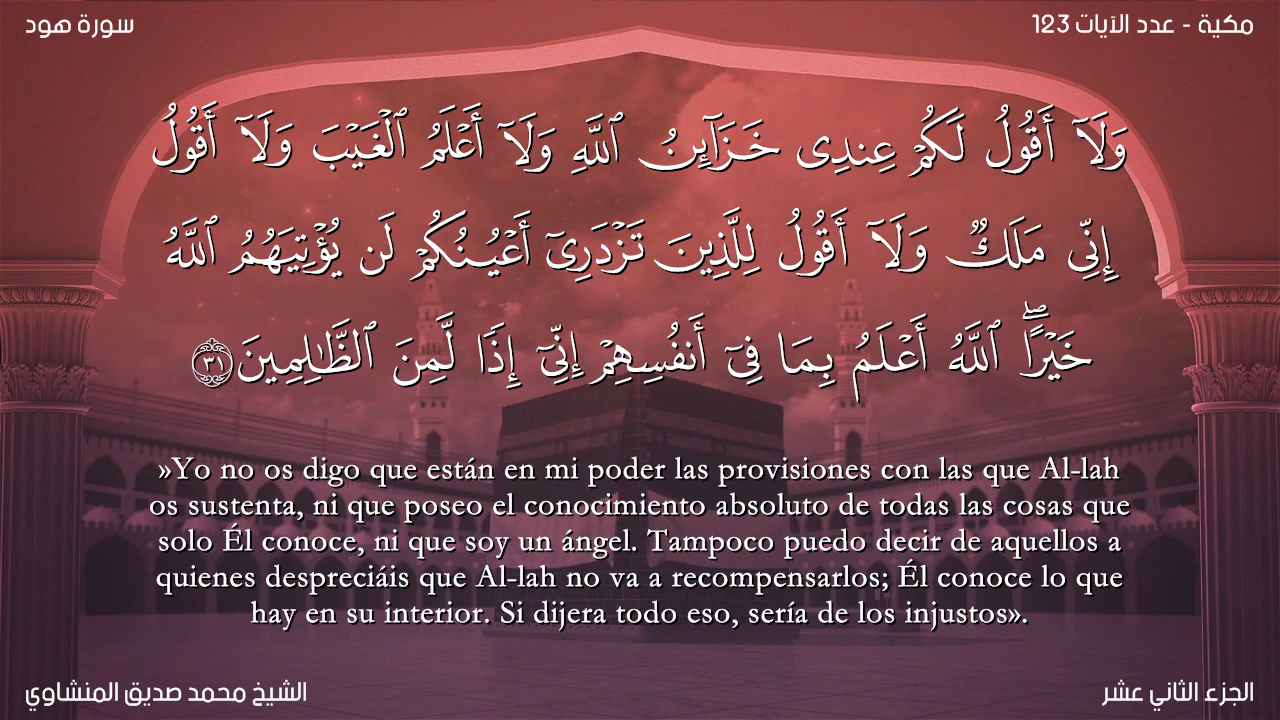 مكية - عدد الآيات 123
سورة هود
وَلَآ أَقُولُ لَكُمْ عِندِى خَزَآئِنُ ٱللَّهِ وَلَآ أَعْلَمُ ٱلْغَيْبَ وَلَآ أَقُولُ
إِنِّى مَلَكٌ وَلَآ أَقُولُ لِلَّذِينَ تَزْدَرِىٓ أَعْيُنُكُمْ لَن يُؤْتِيَهُمُ ٱللَّهُ
خَيْرًا ۖ ٱللَّهُ أَعْلَمُ بِمَا فِىٓ أَنفُسِهِمْ إِنِّىٓ إِذًا لَّمِنَ ٱلظَّـٰلِمِينَ ٣١
»Yo no os digo que están en mi poder las provisiones con las que Al-lah
os sustenta, ni que poseo el conocimiento absoluto de todas las cosas que
solo Él conoce, ni que soy un ángel. Tampoco puedo decir de aquellos a
quienes despreciáis que Al-lah no va a recompensarlos; Él conoce lo que
hay en su interior. Si dijera todo eso, sería de los injustos».
الجزء الثاني عشر
الشيخ محمد صديق المنشاوي